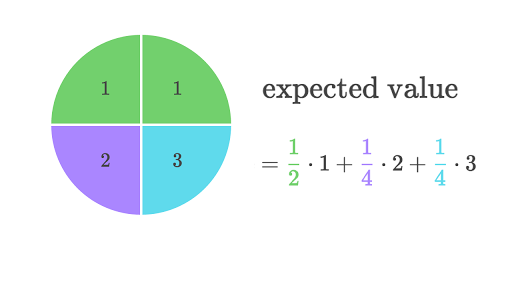 1 1
2 3
expected value
= 1/2 · 1 + 1/4 · 2 + 1/4 · 3